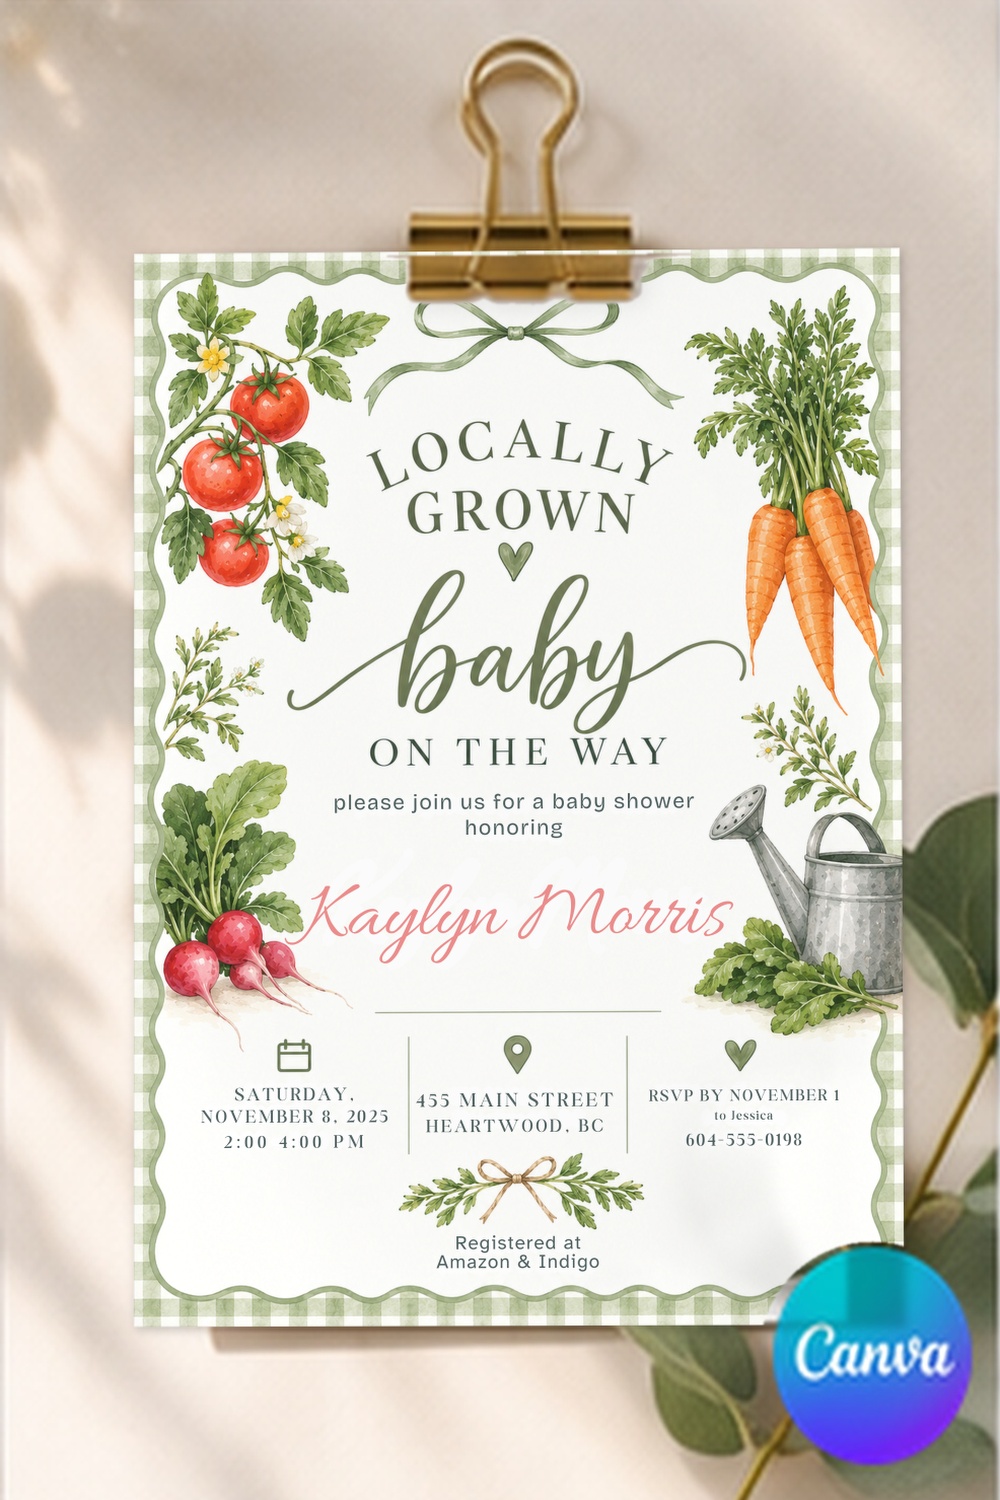 LOCALLY
GROWN
baby
ON THE WAY
please join us for a baby shower
honoring
Kaylyn Morris
SATURDAY,
NOVEMBER 8, 2025
2:00 4:00 PM
455 MAIN STREET
HEARTWOOD, BC
RSVP BY NOVEMBER 1
to Jessica
604-555-0198
Registered at
Amazon & Indigo
Canva